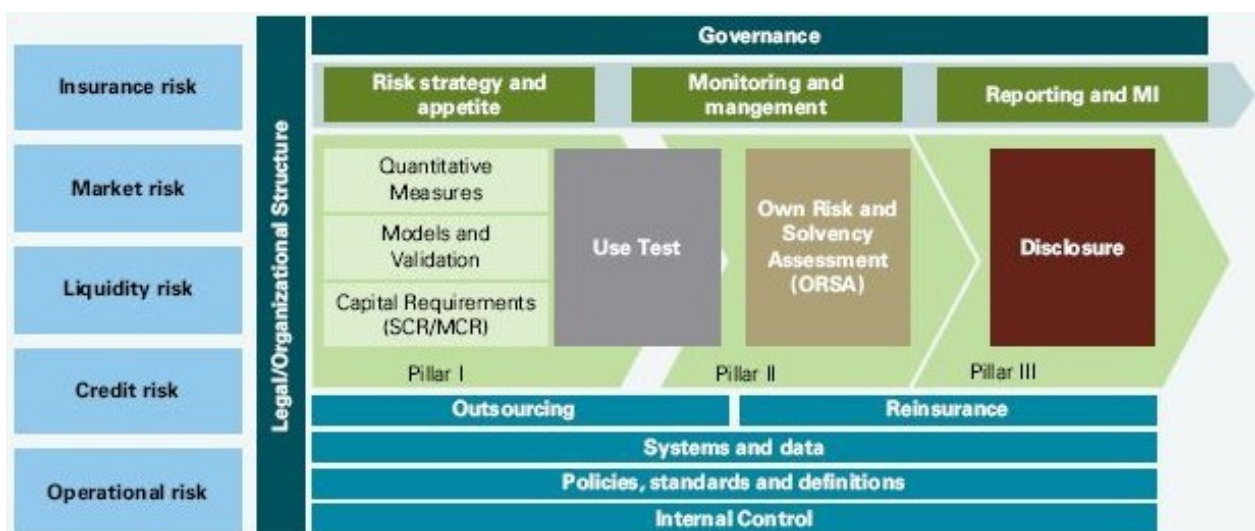 Insurance risk
Market risk
Liquidity risk
Credit risk
Operational risk
Legal/Organizational Structure
Governance
Risk strategy and
appetite
Monitoring and
mangement
Reporting and MI
Quantitative
Measures
Models and
Validation
Capital Requirements
(SCR/MCR)
Use Test
Own Risk and
Solvency
Assessment
(ORSA)
Disclosure
Pillar I
Pillar II
Pillar III
Outsourcing
Reinsurance
Systems and data
Policies, standards and definitions
Internal Control